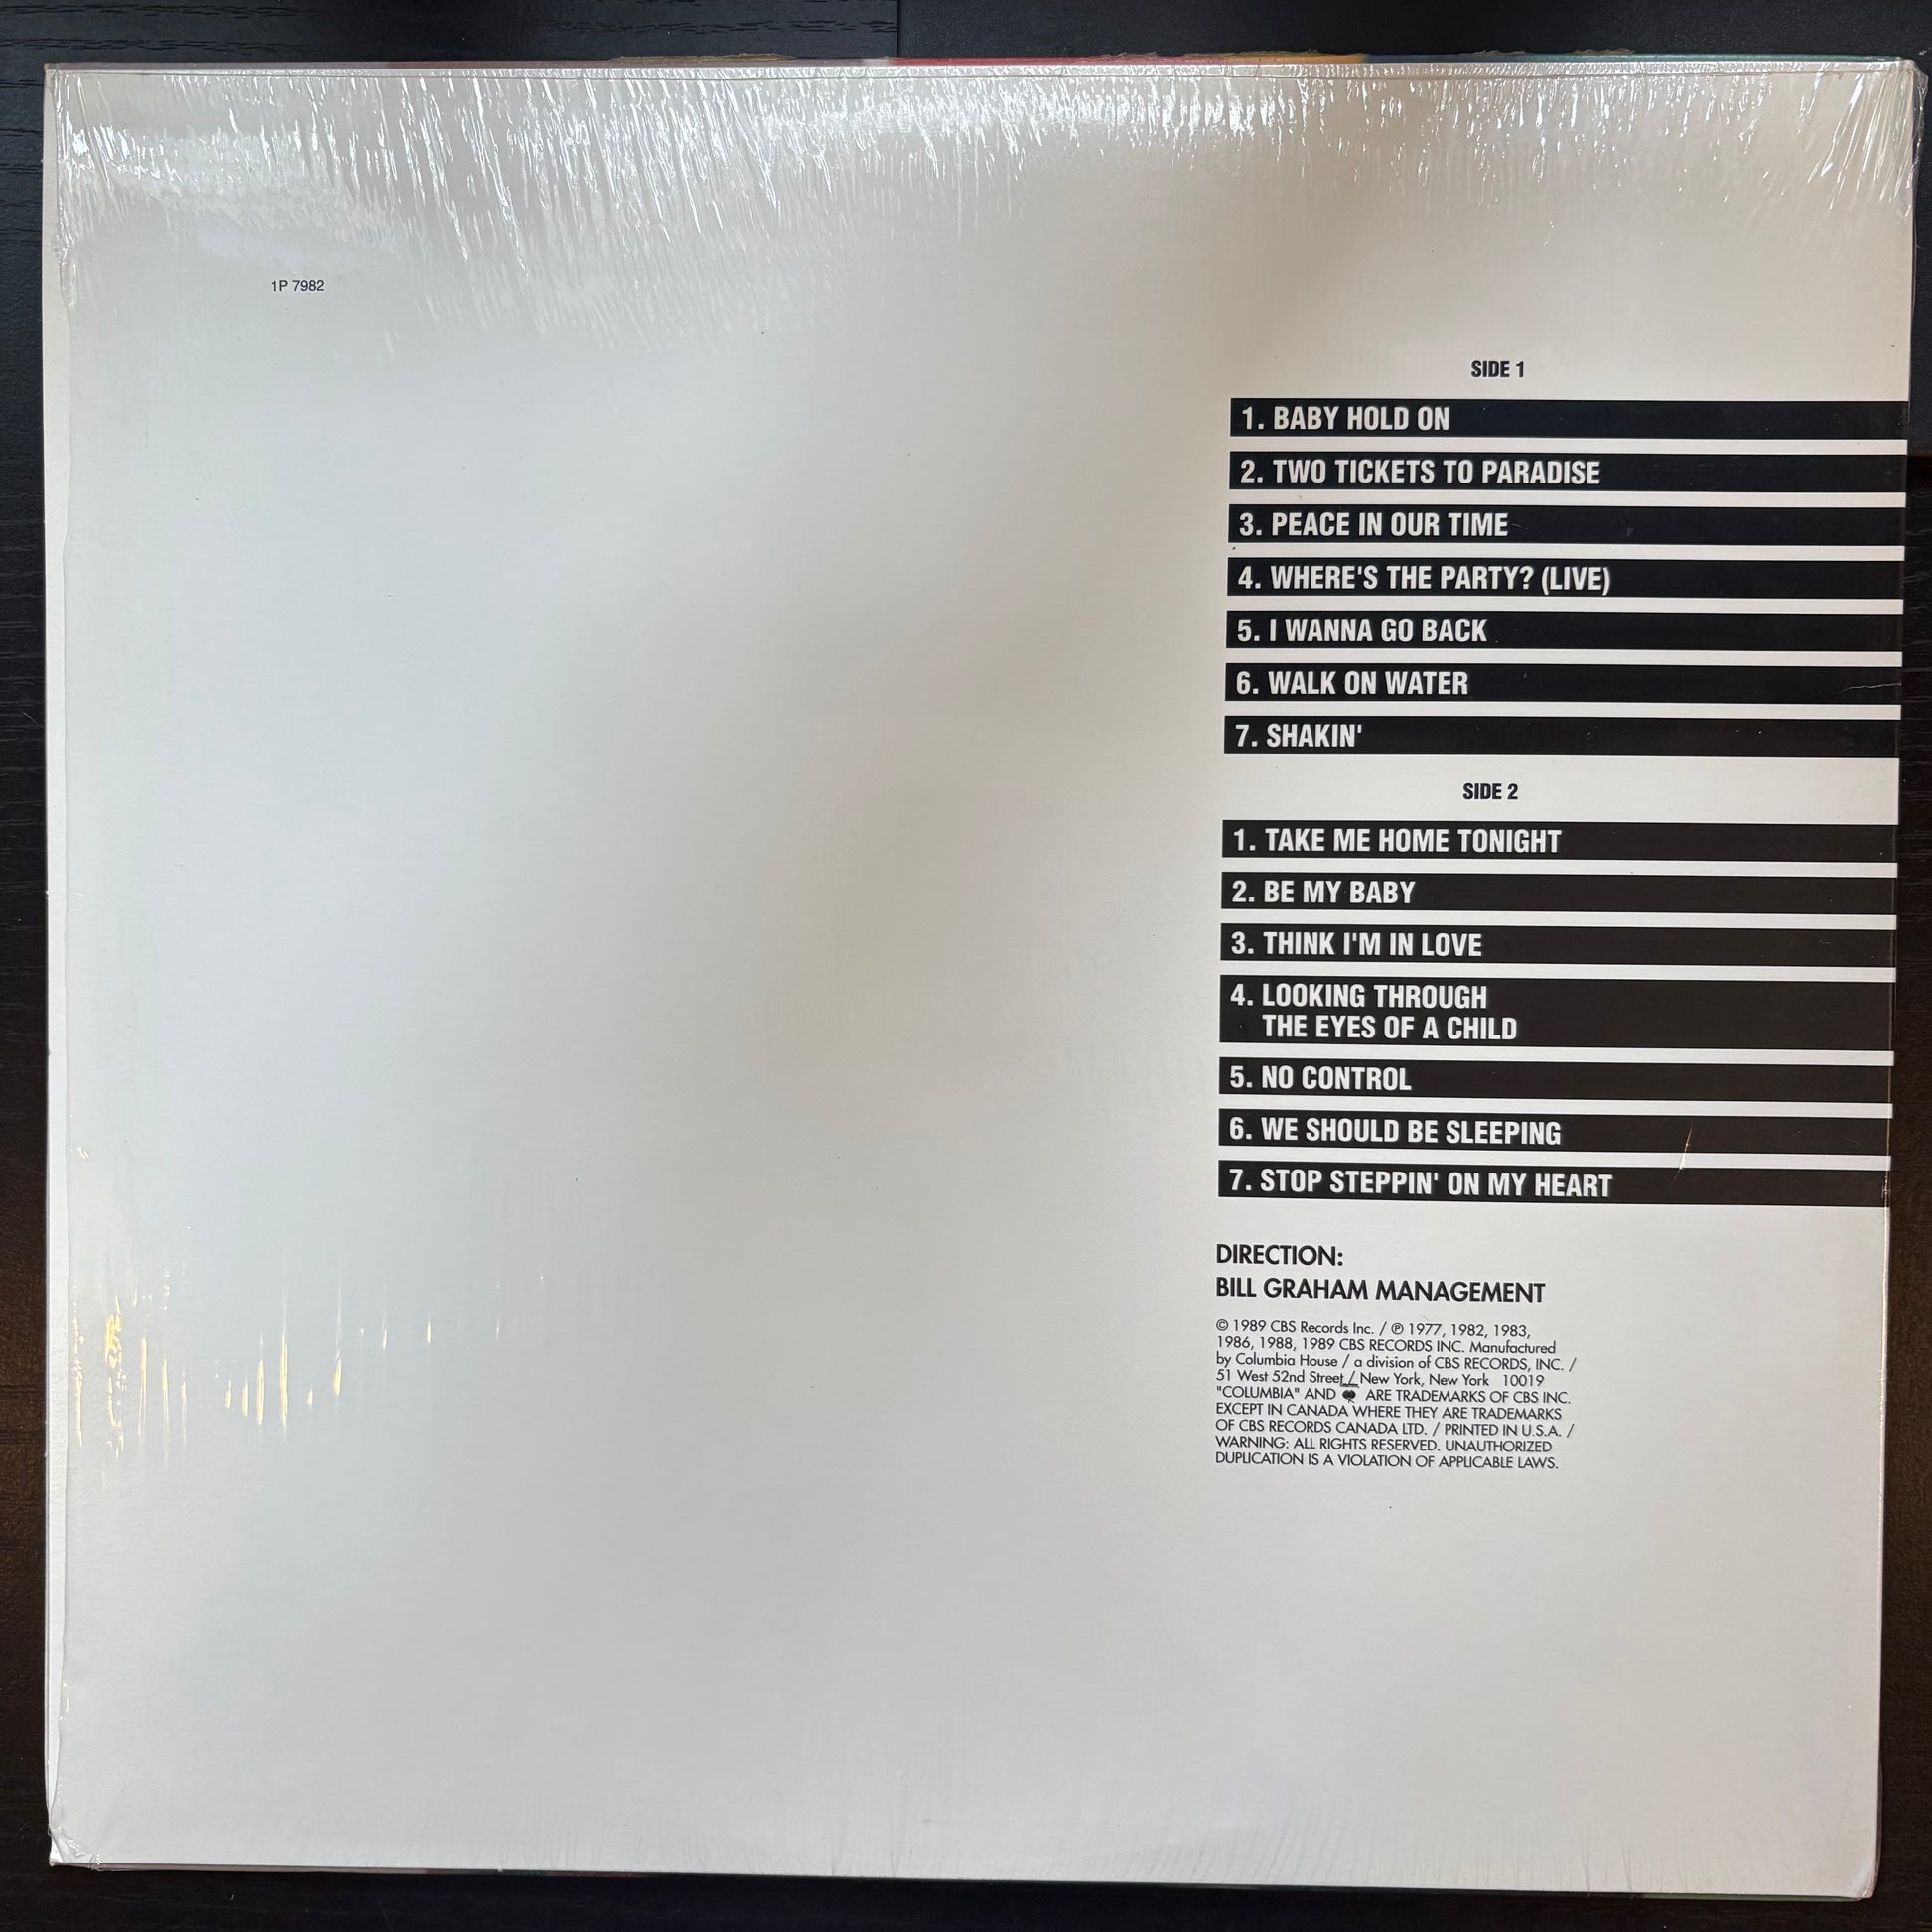 1P 7982
SIDE 1
1. BABY HOLD ON
2. TWO TICKETS TO PARADISE
3. PEACE IN OUR TIME
4. WHERE'S THE PARTY? (LIVE)
5. I WANNA GO BACK
6. WALK ON WATER
7. SHAKIN'
SIDE 2
1. TAKE ME HOME TONIGHT
2. BE MY BABY
3. THINK I'M IN LOVE
4. LOOKING THROUGH
THE EYES OF A CHILD
5. NO CONTROL
6. WE SHOULD BE SLEEPING
7. STOP STEPPIN' ON MY HEART
DIRECTION:
BILL GRAHAM MANAGEMENT
© 1989 CBS Records Inc. / ℗ 1977, 1982, 1983,
1986, 1988, 1989 CBS RECORDS INC. Manufactured
by Columbia House / a division of CBS RECORDS, INC. /
51 West 52nd Street / New York, New York 10019
"COLUMBIA" AND ARE TRADEMARKS OF CBS INC.
EXCEPT IN CANADA WHERE THEY ARE TRADEMARKS
OF CBS RECORDS CANADA LTD. / PRINTED IN U.S.A. /
WARNING: ALL RIGHTS RESERVED. UNAUTHORIZED
DUPLICATION IS A VIOLATION OF APPLICABLE LAWS.